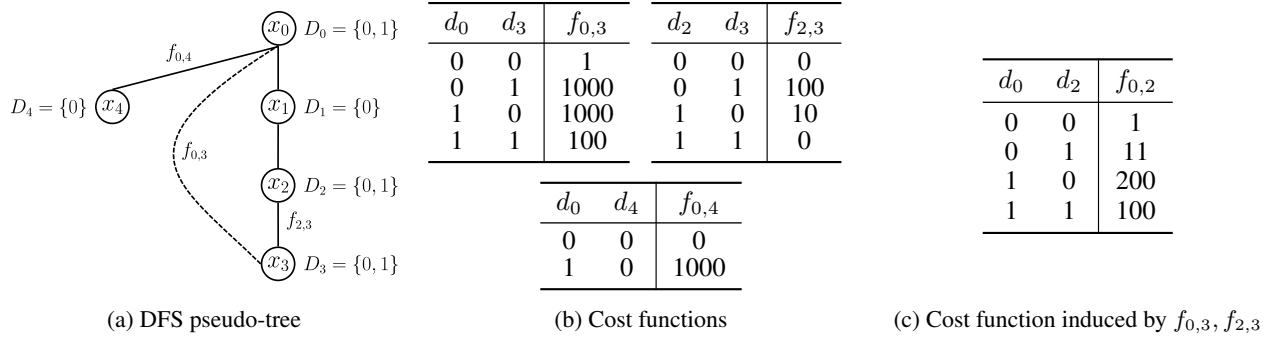 x₀ D₀ = {0, 1}
f₀,₄
D₄ = {0} x₄
x₁ D₁ = {0}
f₀,₃
x₂ D₂ = {0, 1}
f₂,₃
x₃ D₃ = {0, 1}
(a) DFS pseudo-tree
d₀ d₃ f₀,₃
0 0 1
0 1 1000
1 0 1000
1 1 100
d₂ d₃ f₂,₃
0 0 0
0 1 100
1 0 10
1 1 0
d₀ d₄ f₀,₄
0 0 0
1 0 1000
(b) Cost functions
d₀ d₂ f₀,₂
0 0 1
0 1 11
1 0 200
1 1 100
(c) Cost function induced by f₀,₃, f₂,₃